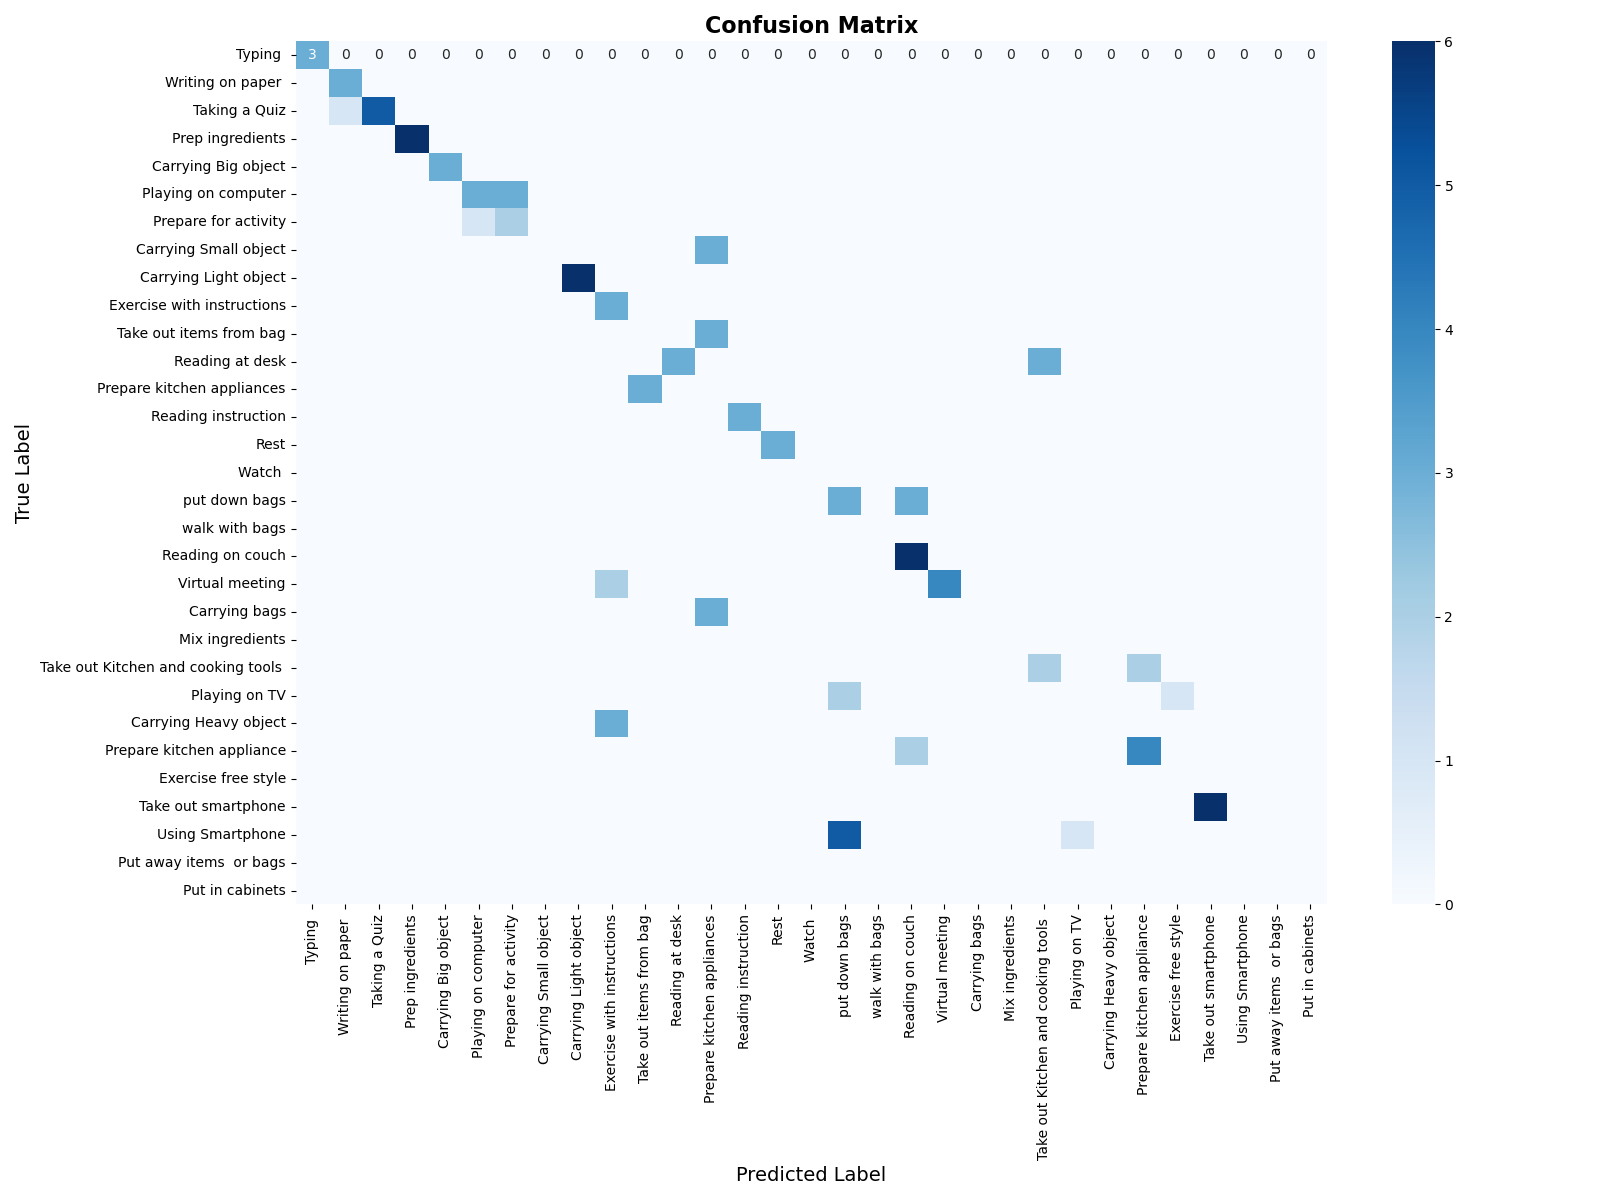 Confusion Matrix
Typing
3 0 0 0 0 0 0 0 0 0 0 0 0 0 0 0 0 0 0 0 0 0 0 0 0 0 0 0 0 0 0
Writing on paper
Taking a Quiz
Prep ingredients
Carrying Big object
Playing on computer
Prepare for activity
Carrying Small object
Carrying Light object
Exercise with instructions
Take out items from bag
Reading at desk
Prepare kitchen appliances
Reading instruction
Rest
Watch
put down bags
walk with bags
Reading on couch
Virtual meeting
Carrying bags
Mix ingredients
Take out Kitchen and cooking tools
Playing on TV
Carrying Heavy object
Prepare kitchen appliance
Exercise free style
Take out smartphone
Using Smartphone
Put away items  or bags
Put in cabinets
True Label
Typing
Writing on paper
Taking a Quiz
Prep ingredients
Carrying Big object
Playing on computer
Prepare for activity
Carrying Small object
Carrying Light object
Exercise with instructions
Take out items from bag
Reading at desk
Prepare kitchen appliances
Reading instruction
Rest
Watch
put down bags
walk with bags
Reading on couch
Virtual meeting
Carrying bags
Mix ingredients
Take out Kitchen and cooking tools
Playing on TV
Carrying Heavy object
Prepare kitchen appliance
Exercise free style
Take out smartphone
Using Smartphone
Put away items  or bags
Put in cabinets
Predicted Label
6
5
4
3
2
1
0